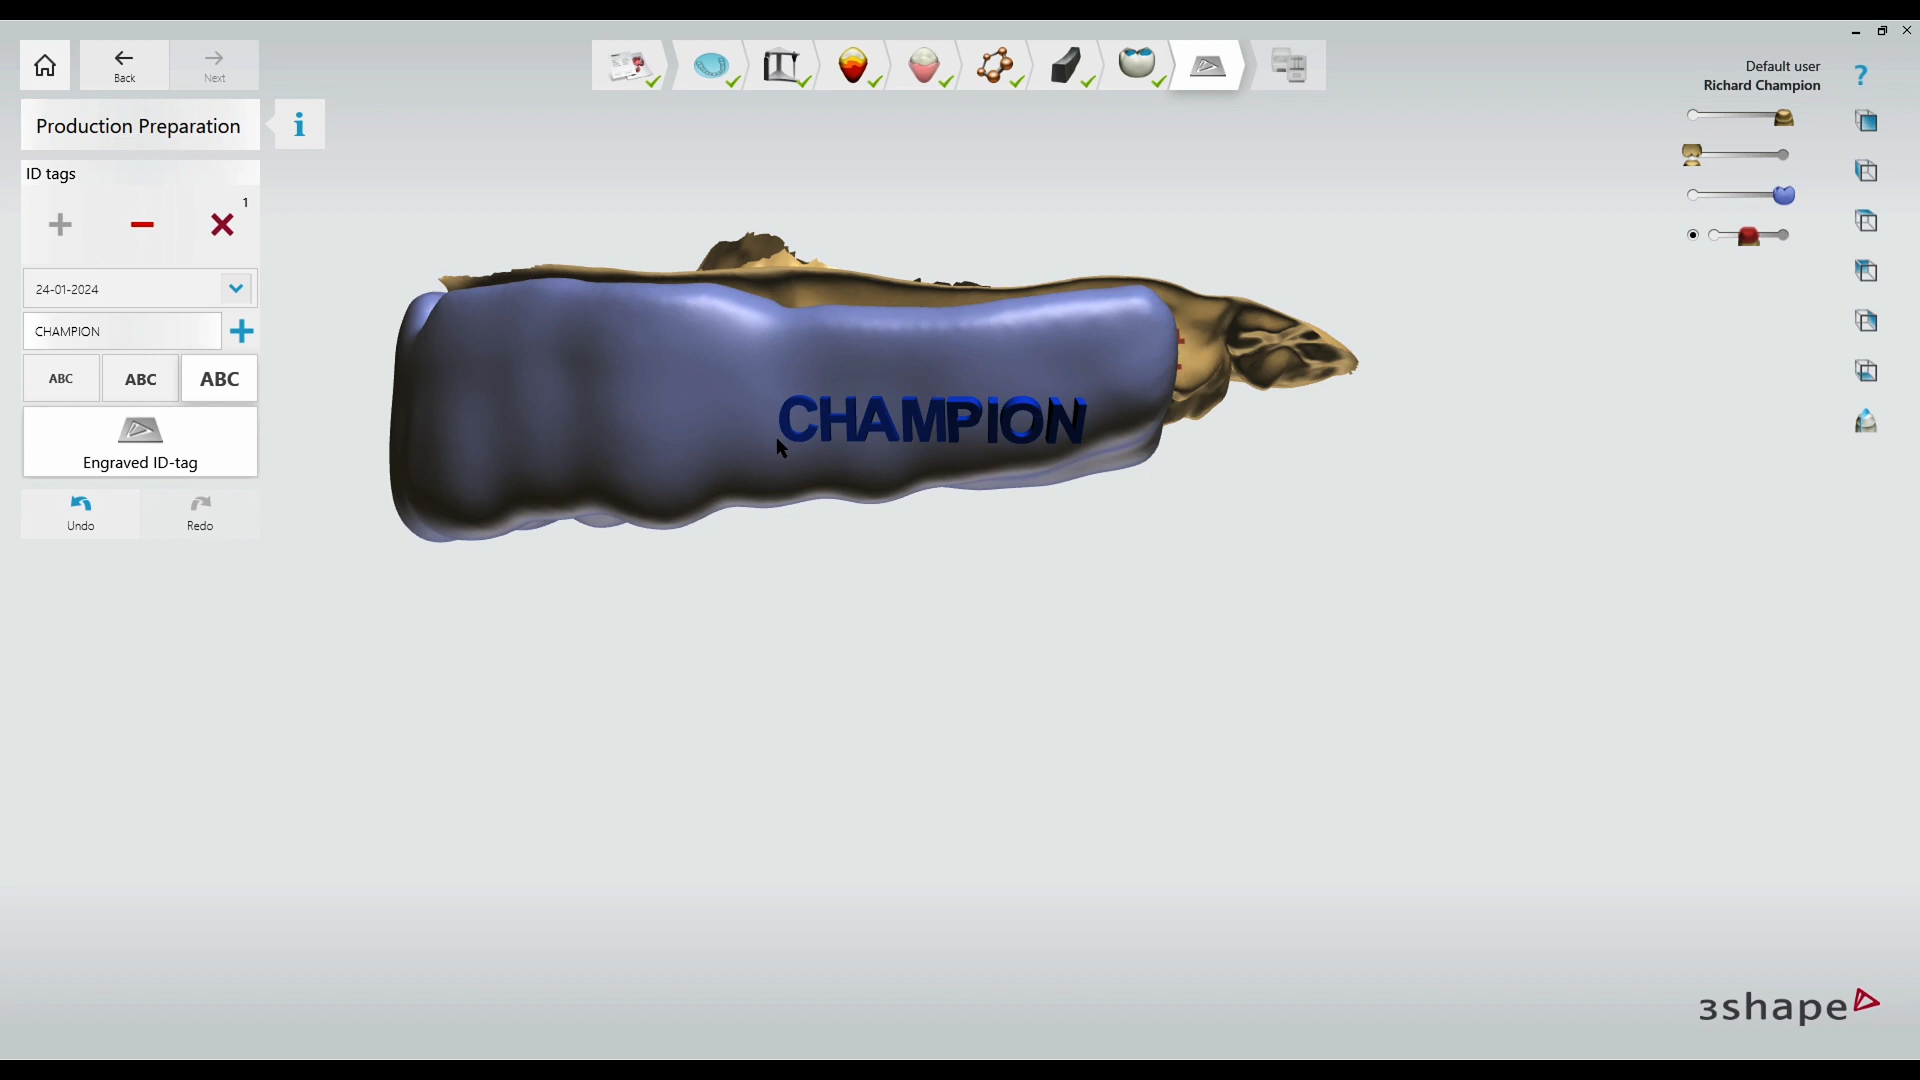 Back
Next
Default user
Richard Champion
?
Production Preparation
i
ID tags
1
24-01-2024
CHAMPION
ABC
ABC
ABC
Engraved ID-tag
Undo
Redo
CHAMPION
3shape